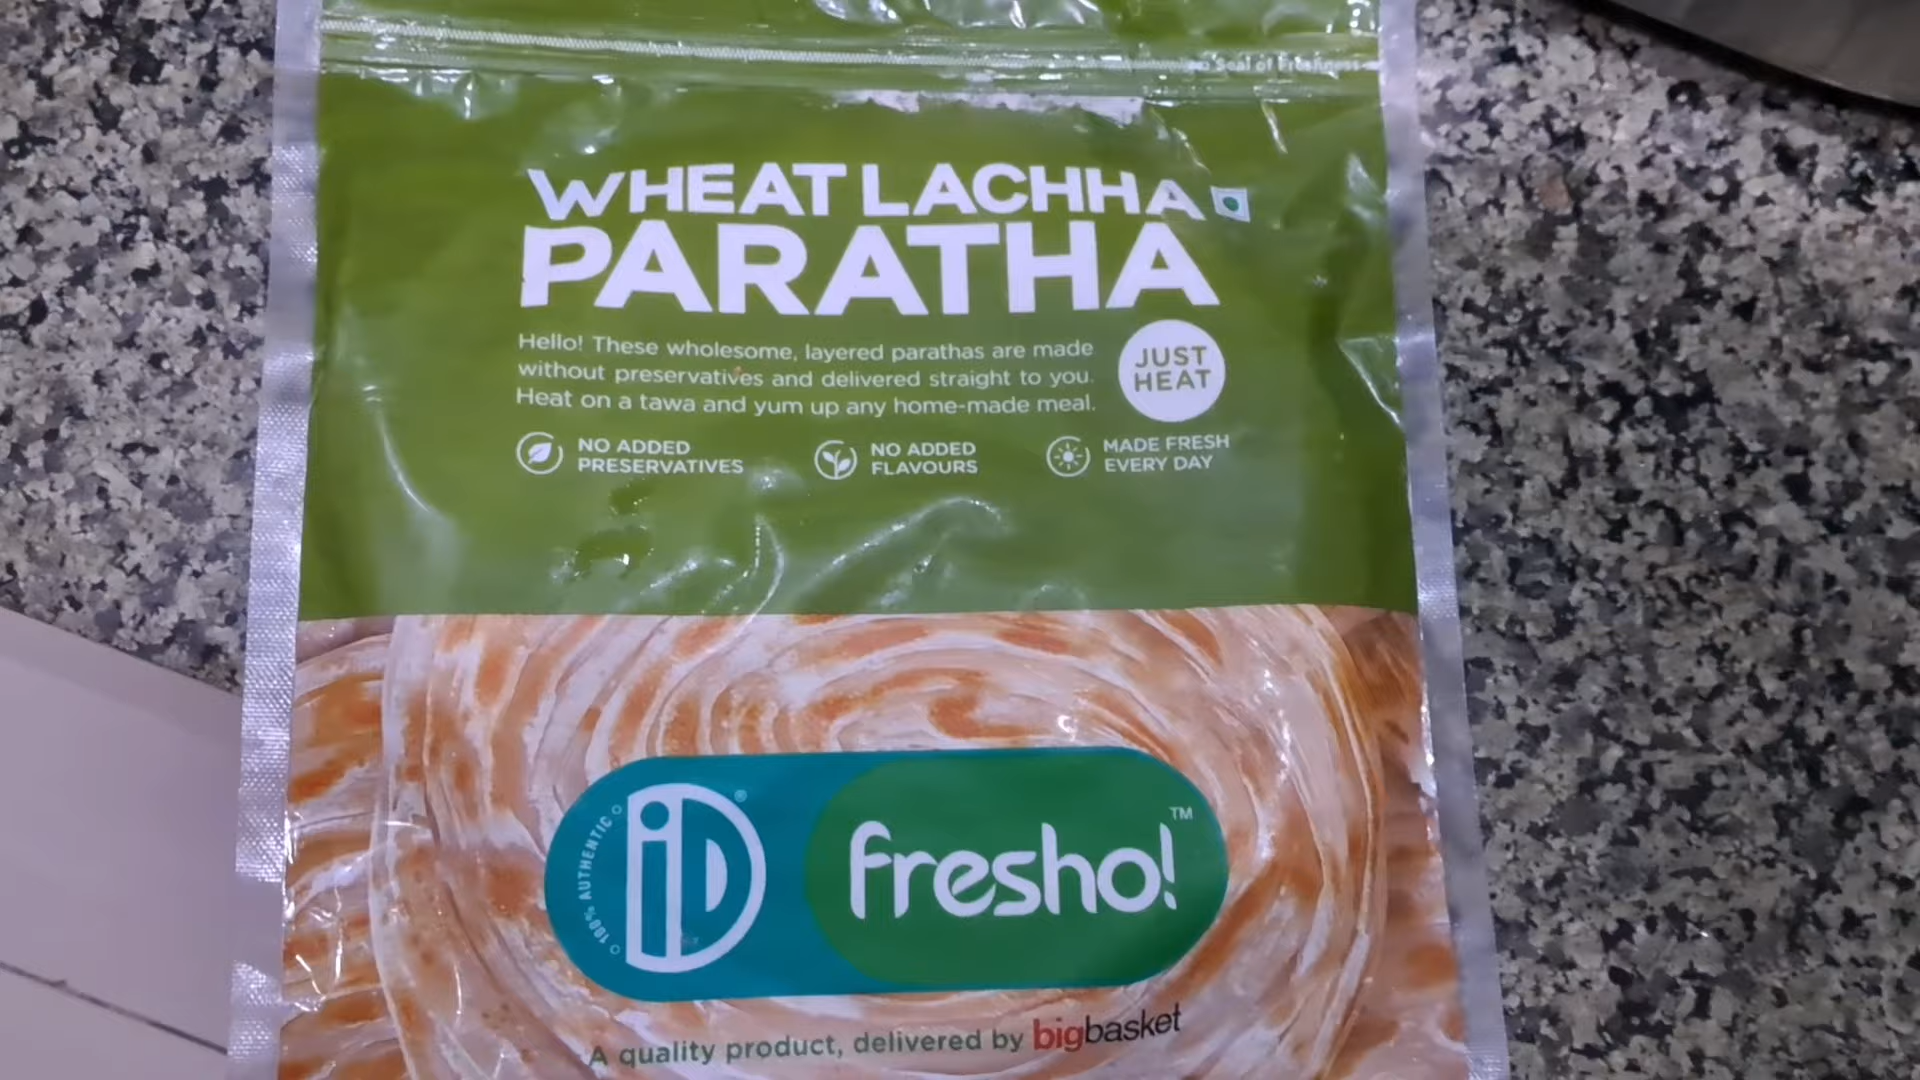 Seal of Freshness
WHEAT LACHHA
PARATHA
Hello! These wholesome, layered parathas are made
without preservatives and delivered straight to you.
Heat on a tawa and yum up any home-made meal.
JUST
HEAT
NO ADDED
PRESERVATIVES
NO ADDED
FLAVOURS
MADE FRESH
EVERY DAY
100% AUTHENTIC
iD®
fresho!™
A quality product, delivered by bigbasket